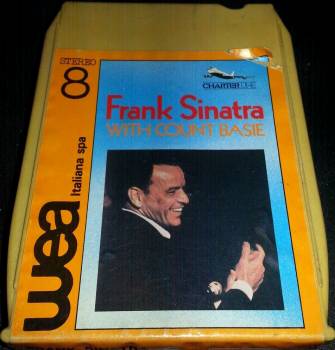 STEREO
8
CHARTER LINE
Frank Sinatra
WITH COUNT BASIE
wea
Italiana spa